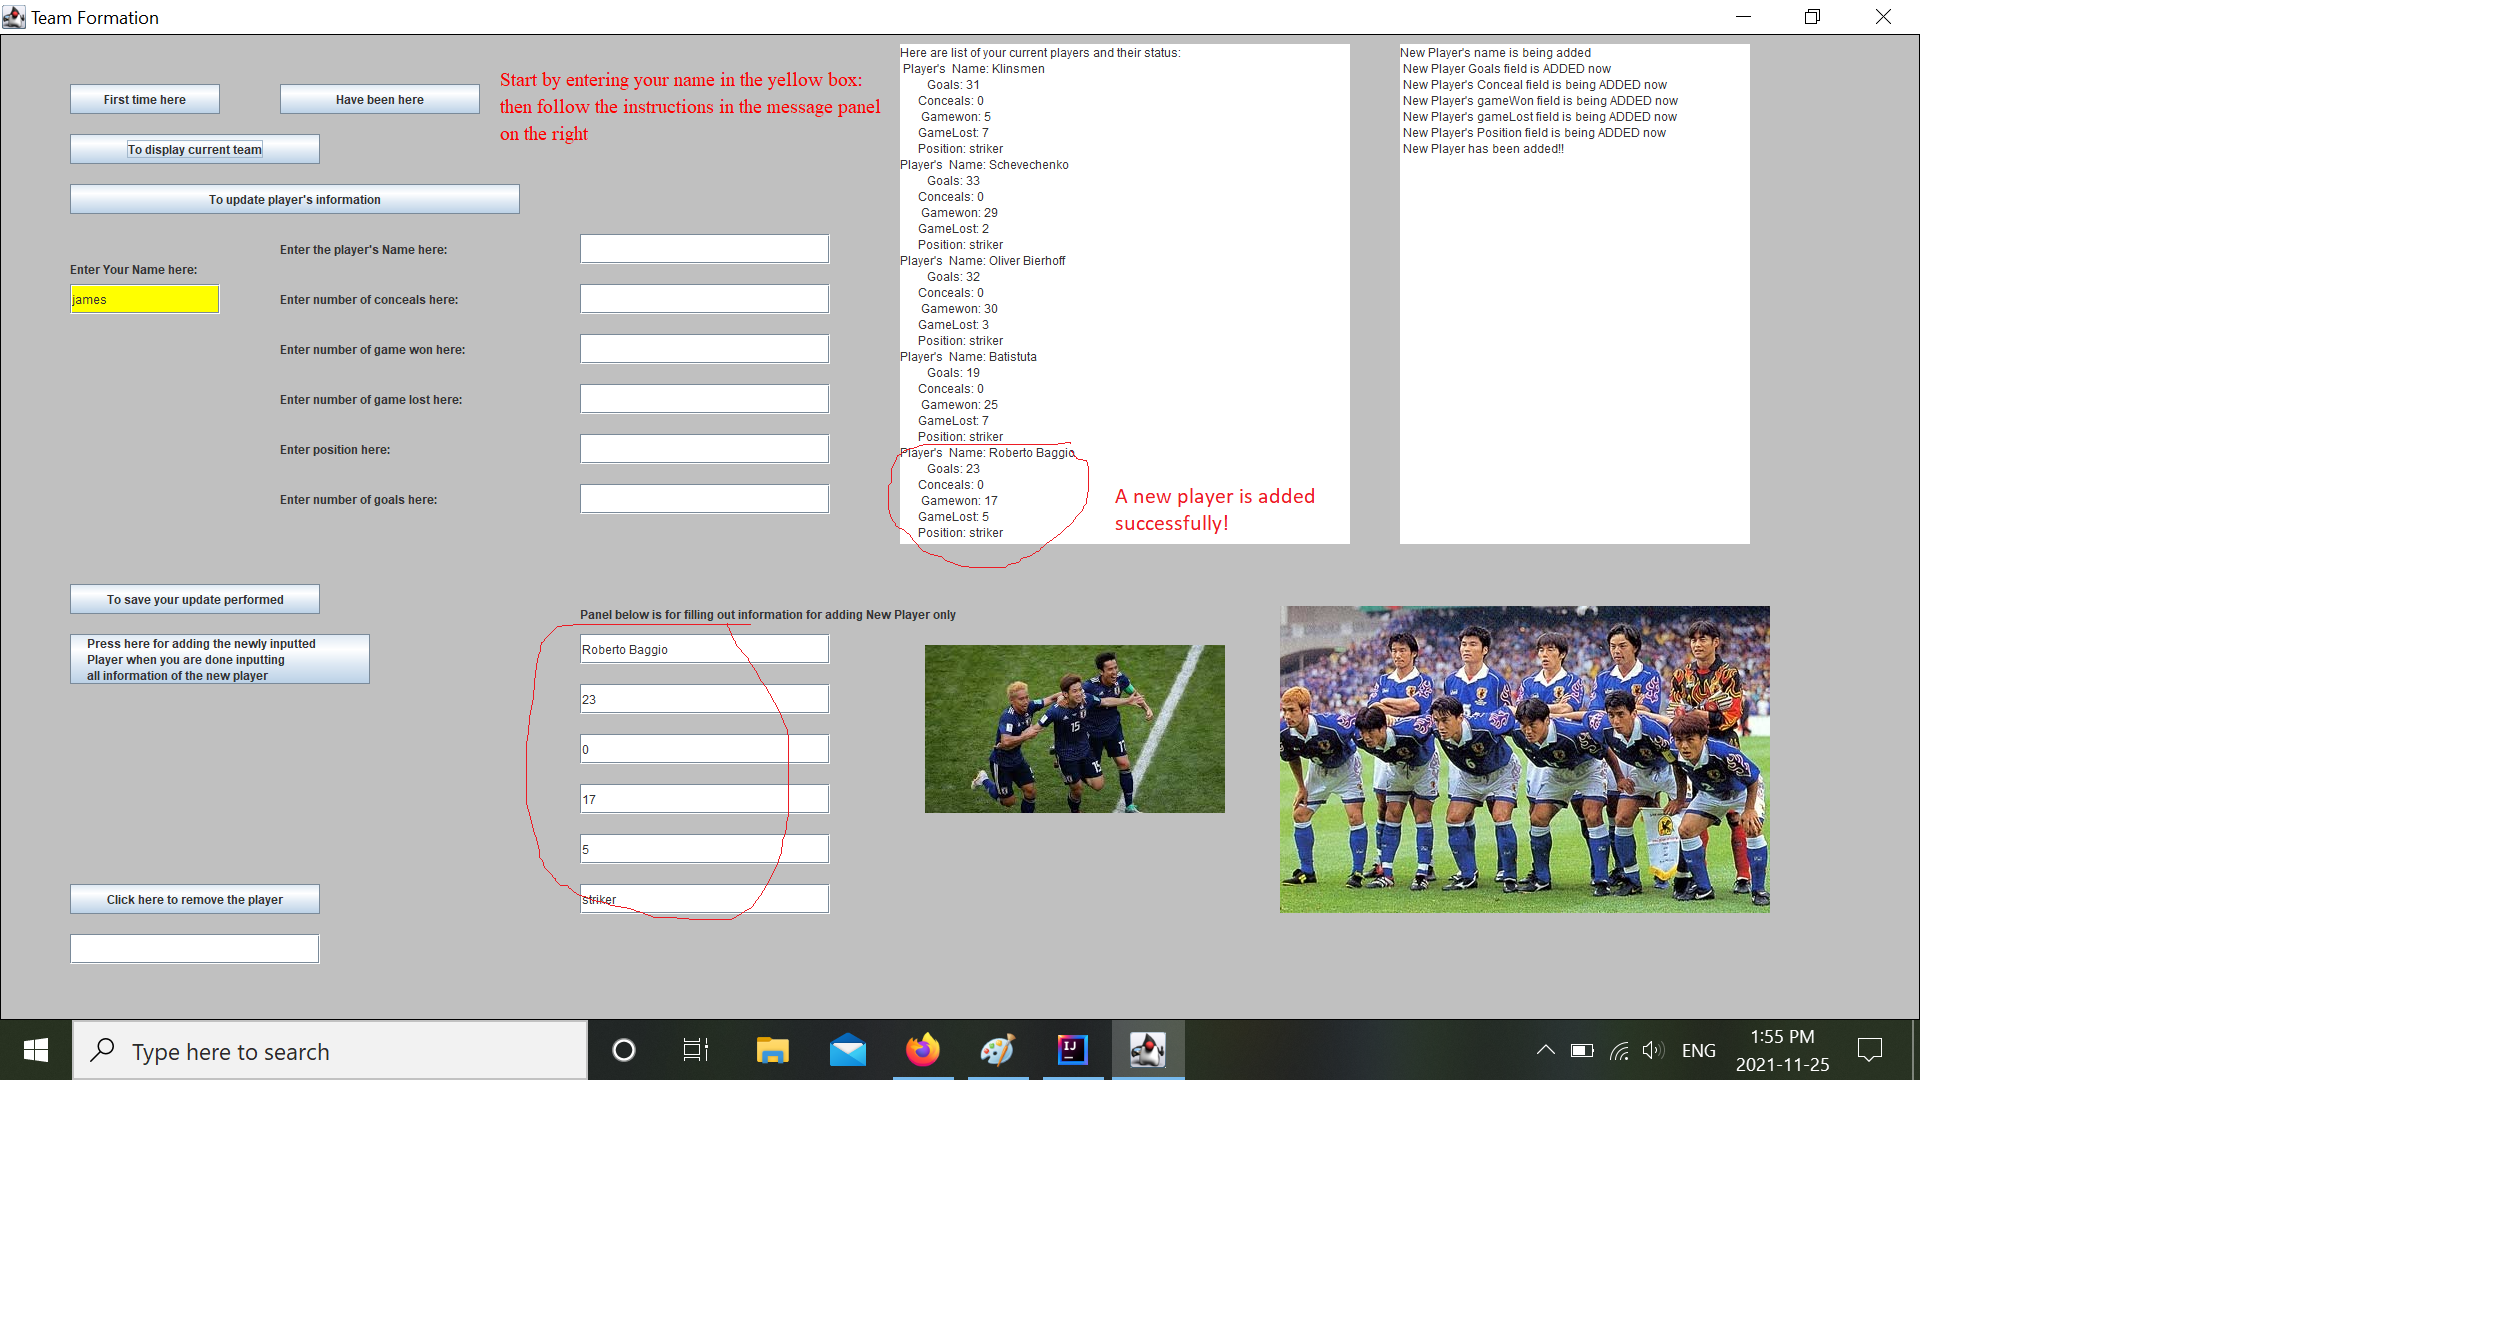 Team Formation
First time here
Have been here
Start by entering your name in the yellow box:
then follow the instructions in the message panel
on the right
To display current team
To update player's information
Enter Your Name here:
james
Enter the player's Name here:
Enter number of conceals here:
Enter number of game won here:
Enter number of game lost here:
Enter position here:
Enter number of goals here:
Here are list of your current players and their status:
Player's Name: Klinsmen
Goals: 31
Conceals: 0
Gamewon: 5
GameLost: 7
Position: striker
Player's Name: Schevechenko
Goals: 33
Conceals: 0
Gamewon: 29
GameLost: 2
Position: striker
Player's Name: Oliver Bierhoff
Goals: 32
Conceals: 0
Gamewon: 30
GameLost: 3
Position: striker
Player's Name: Batistuta
Goals: 19
Conceals: 0
Gamewon: 25
GameLost: 7
Position: striker
Player's Name: Roberto Baggio
Goals: 23
Conceals: 0
Gamewon: 17
GameLost: 5
Position: striker
A new player is added
successfully!
New Player's name is being added
New Player Goals field is ADDED now
New Player's Conceal field is being ADDED now
New Player's gameWon field is being ADDED now
New Player's gameLost field is being ADDED now
New Player's Position field is being ADDED now
New Player has been added!!
To save your update performed
Press here for adding the newly inputted
Player when you are done inputting
all information of the new player
Click here to remove the player
Panel below is for filling out information for adding New Player only
Roberto Baggio
23
0
17
5
striker
15
15
6
Type here to search
IJ
ENG
1:55 PM
2021-11-25